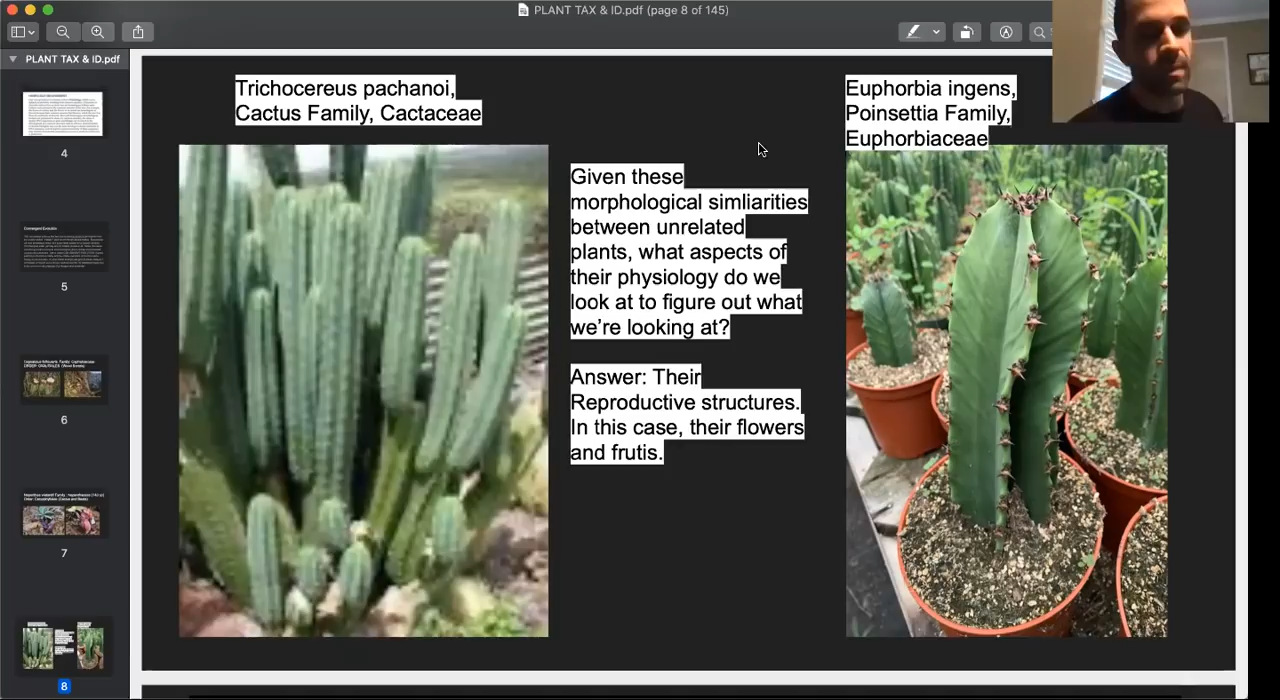 PLANT TAX & ID.pdf (page 8 of 145)
PLANT TAX & ID.pdf
4
5
6
7
8
Trichocereus pachanoi,
Cactus Family, Cactaceae
Given these
morphological simliarities
between unrelated
plants, what aspects of
their physiology do we
look at to figure out what
we’re looking at?
Answer: Their
Reproductive structures.
In this case, their flowers
and frutis.
Euphorbia ingens,
Poinsettia Family,
Euphorbiaceae